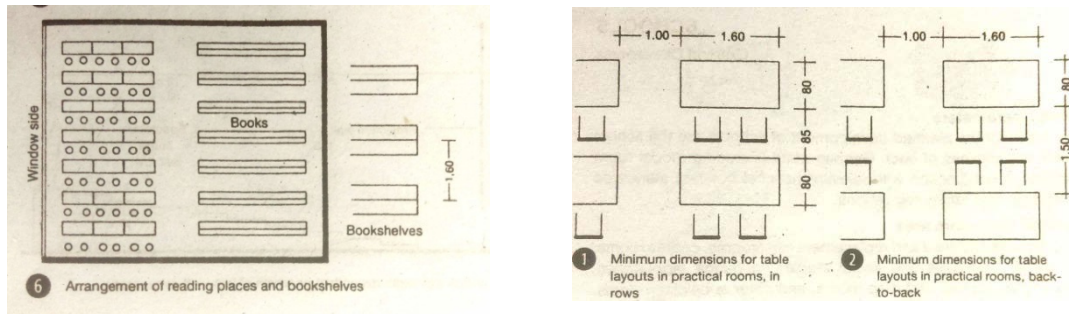 Window side
Books
1,60
Bookshelves
6 Arrangement of reading places and bookshelves
1.00 1.60
80
85
80
1 Minimum dimensions for table
layouts in practical rooms, in
rows
1.00 1.60
80
1.50
2 Minimum dimensions for table
layouts in practical rooms, back-
to-back